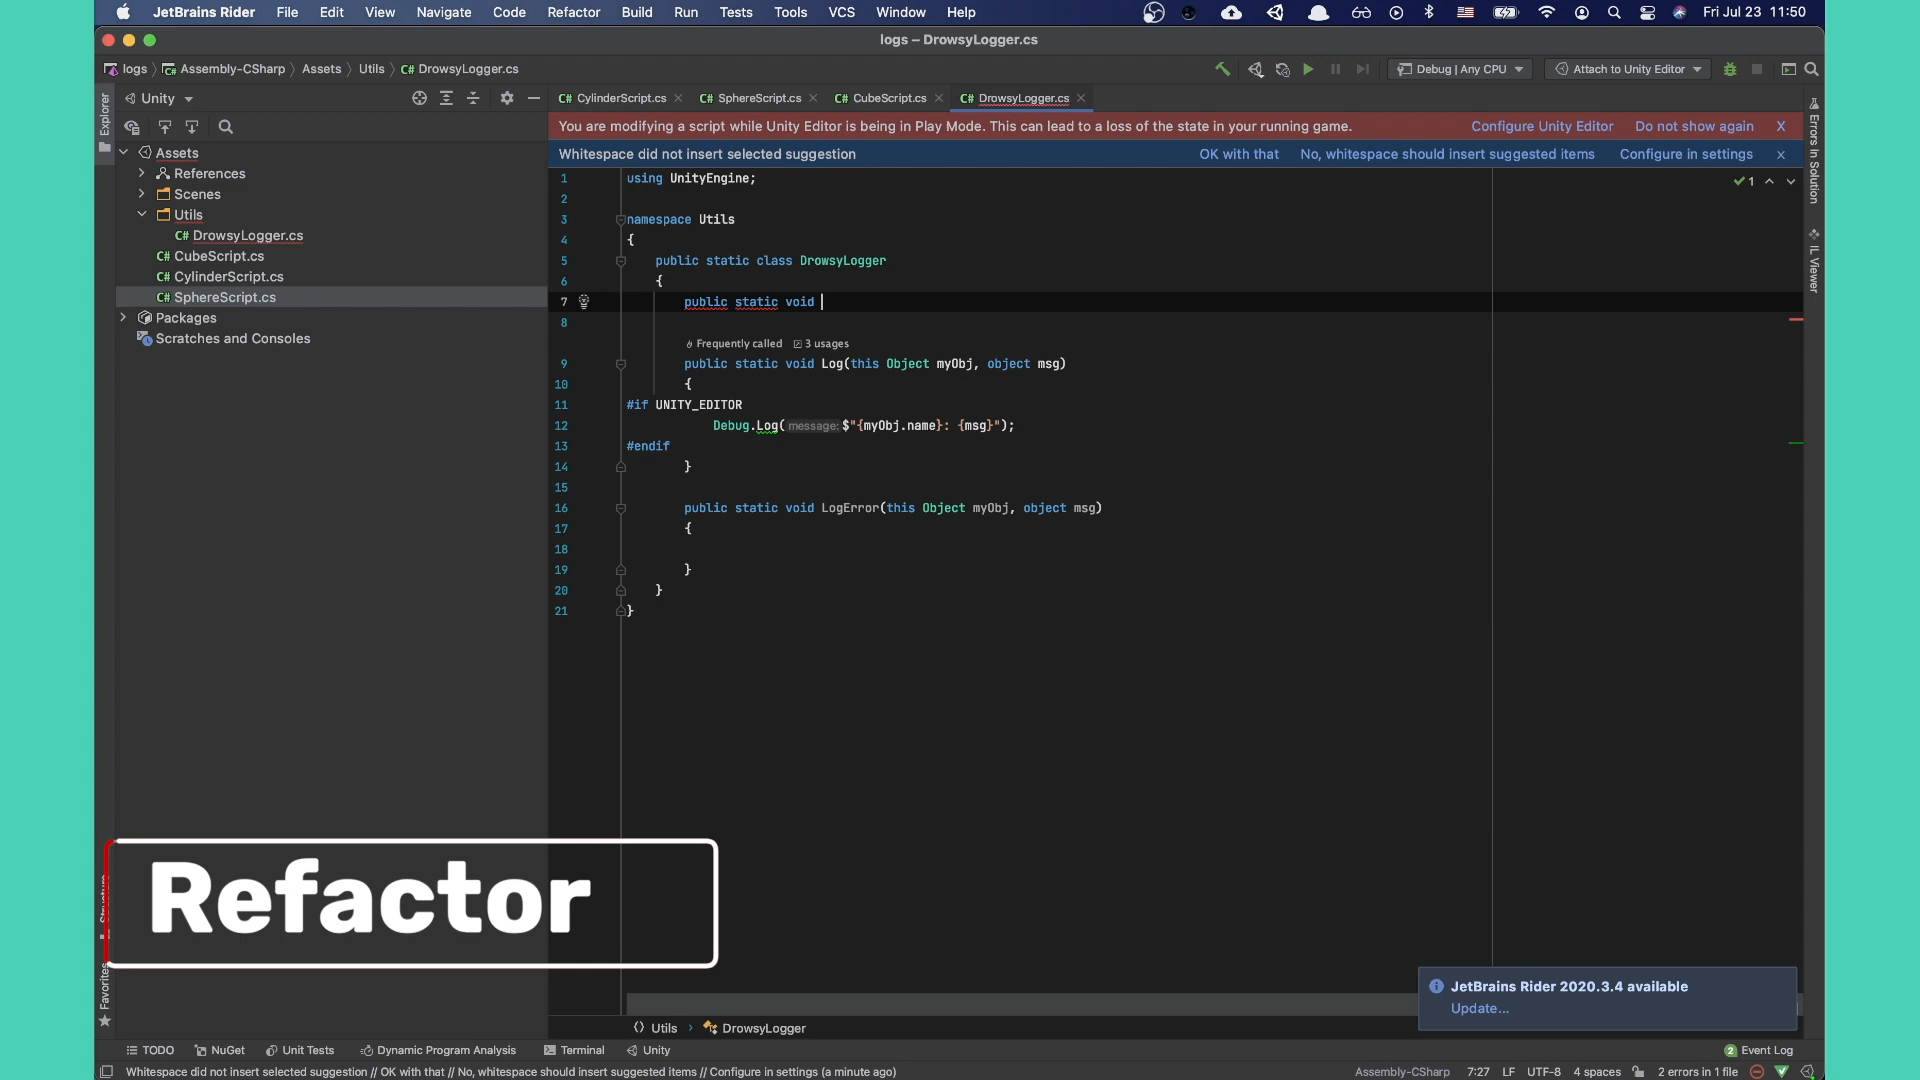 JetBrains Rider File Edit View Navigate Code Refactor Build Run Tests Tools VCS Window Help Fri Jul 23 11:50
logs – DrowsyLogger.cs
logs Assembly-CSharp Assets Utils C# DrowsyLogger.cs Debug | Any CPU Attach to Unity Editor
Explorer
Unity
C# CylinderScript.cs C# SphereScript.cs C# CubeScript.cs C# DrowsyLogger.cs
You are modifying a script while Unity Editor is being in Play Mode. This can lead to a loss of the state in your running game. Configure Unity Editor Do not show again X
Whitespace did not insert selected suggestion OK with that No, whitespace should insert suggested items Configure in settings x
Assets
References
Scenes
Utils
C# DrowsyLogger.cs
C# CubeScript.cs
C# CylinderScript.cs
C# SphereScript.cs
Packages
Scratches and Consoles
1 using UnityEngine;
2
3 namespace Utils
4 {
5 public static class DrowsyLogger
6 {
7 public static void
8
Frequently called 3 usages
9 public static void Log(this Object myObj, object msg)
10 {
11 #if UNITY_EDITOR
12 Debug.Log(message: $"{myObj.name}: {msg}");
13 #endif
14 }
15
16 public static void LogError(this Object myObj, object msg)
17 {
18
19 }
20 }
21 }
1
Errors In Solution
IL Viewer
Refactor
Structure
Favorites
JetBrains Rider 2020.3.4 available
Update...
Utils DrowsyLogger
TODO NuGet Unit Tests Dynamic Program Analysis Terminal Unity 2 Event Log
Whitespace did not insert selected suggestion // OK with that // No, whitespace should insert suggested items // Configure in settings (a minute ago) Assembly-CSharp 7:27 LF UTF-8 4 spaces 2 errors in 1 file